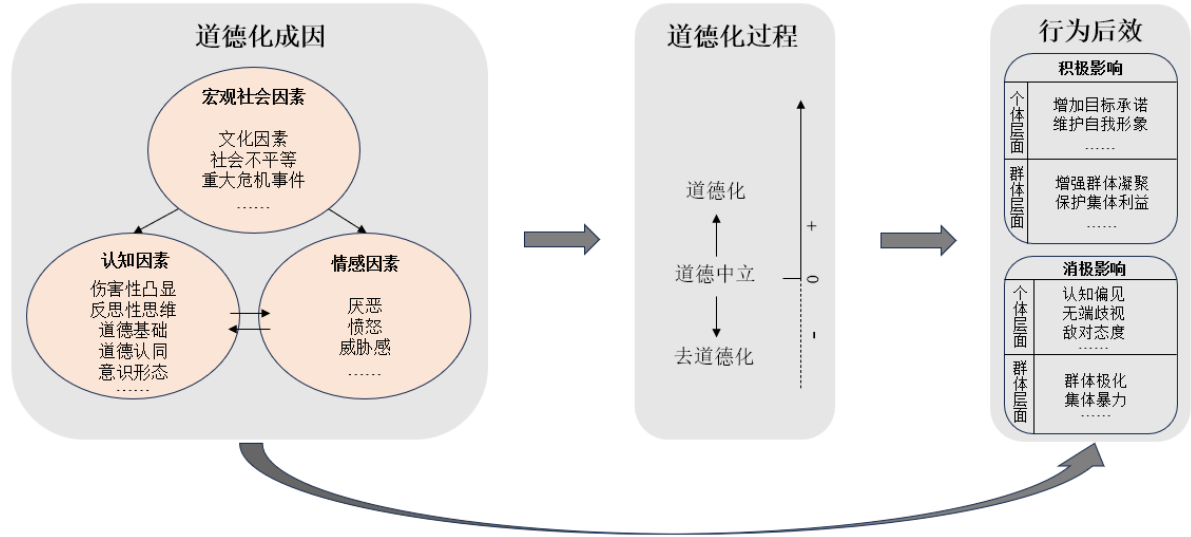 道德化成因
宏观社会因素
文化因素
社会不平等
重大危机事件
……
认知因素
伤害性凸显
反思性思维
道德基础
道德认同
意识形态
……
情感因素
厌恶
愤怒
威胁感
……
道德化过程
道德化
道德中立
去道德化
+
0
-
行为后效
积极影响
个体层面
增加目标承诺
维护自我形象
……
群体层面
增强群体凝聚
保护集体利益
……
消极影响
个体层面
认知偏见
无端歧视
敌对态度
……
群体层面
群体极化
集体暴力
……